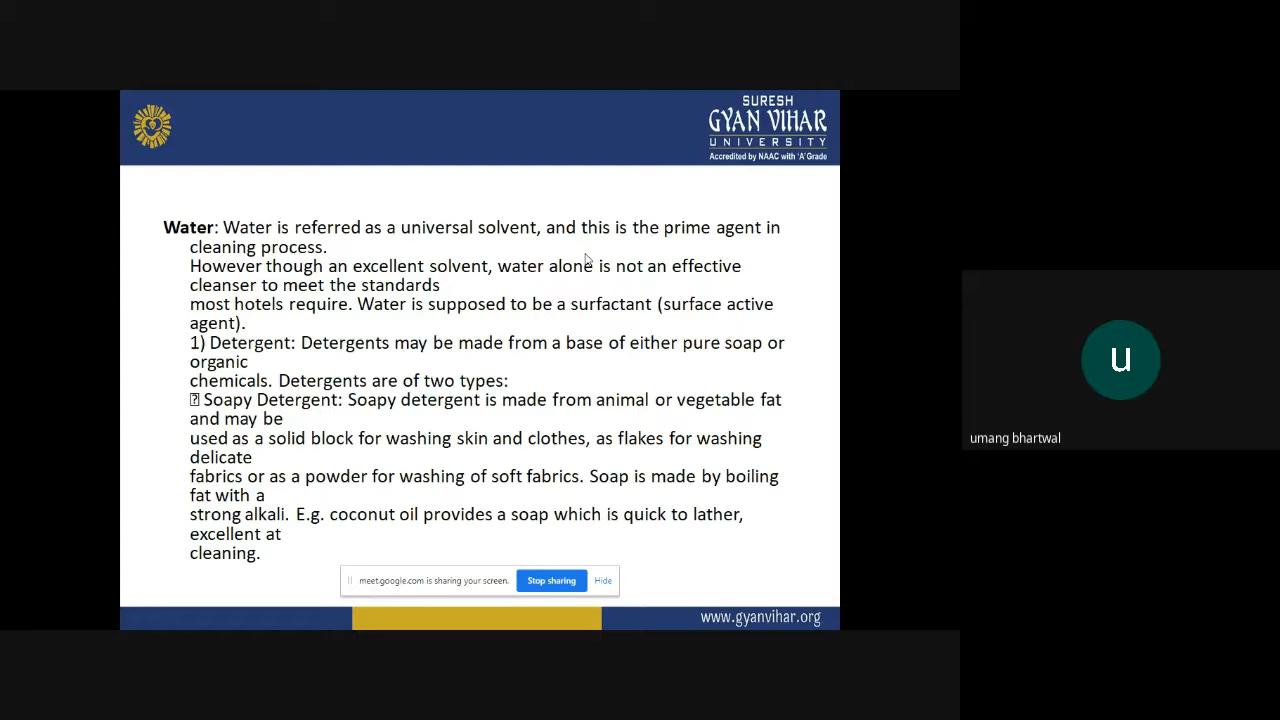 SURESH
GYAN VIHAR
UNIVERSITY
Accredited by NAAC with 'A' Grade
Water: Water is referred as a universal solvent, and this is the prime agent in
cleaning process.
However though an excellent solvent, water alone is not an effective
cleanser to meet the standards
most hotels require. Water is supposed to be a surfactant (surface active
agent).
1) Detergent: Detergents may be made from a base of either pure soap or
organic
chemicals. Detergents are of two types:
Soapy Detergent: Soapy detergent is made from animal or vegetable fat
and may be
used as a solid block for washing skin and clothes, as flakes for washing
delicate
fabrics or as a powder for washing of soft fabrics. Soap is made by boiling
fat with a
strong alkali. E.g. coconut oil provides a soap which is quick to lather,
excellent at
cleaning.
meet.google.com is sharing your screen. Stop sharing Hide
www.gyanvihar.org
u
umang bhartwal